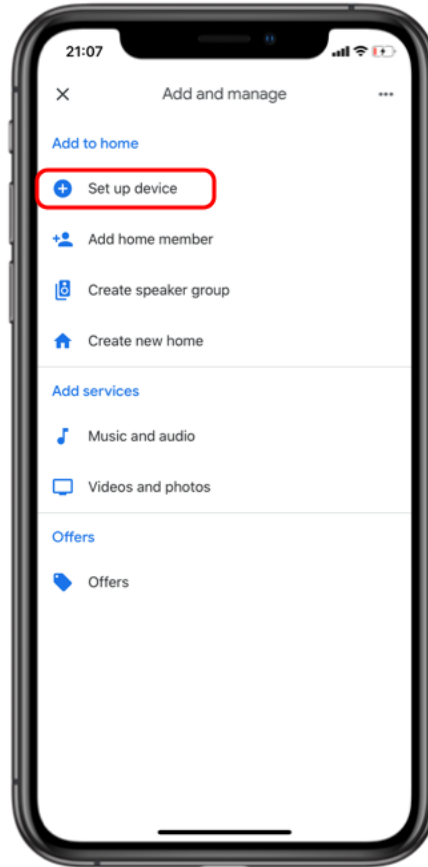 21:07
Add and manage
Add to home
Set up device
Add home member
Create speaker group
Create new home
Add services
Music and audio
Videos and photos
Offers
Offers